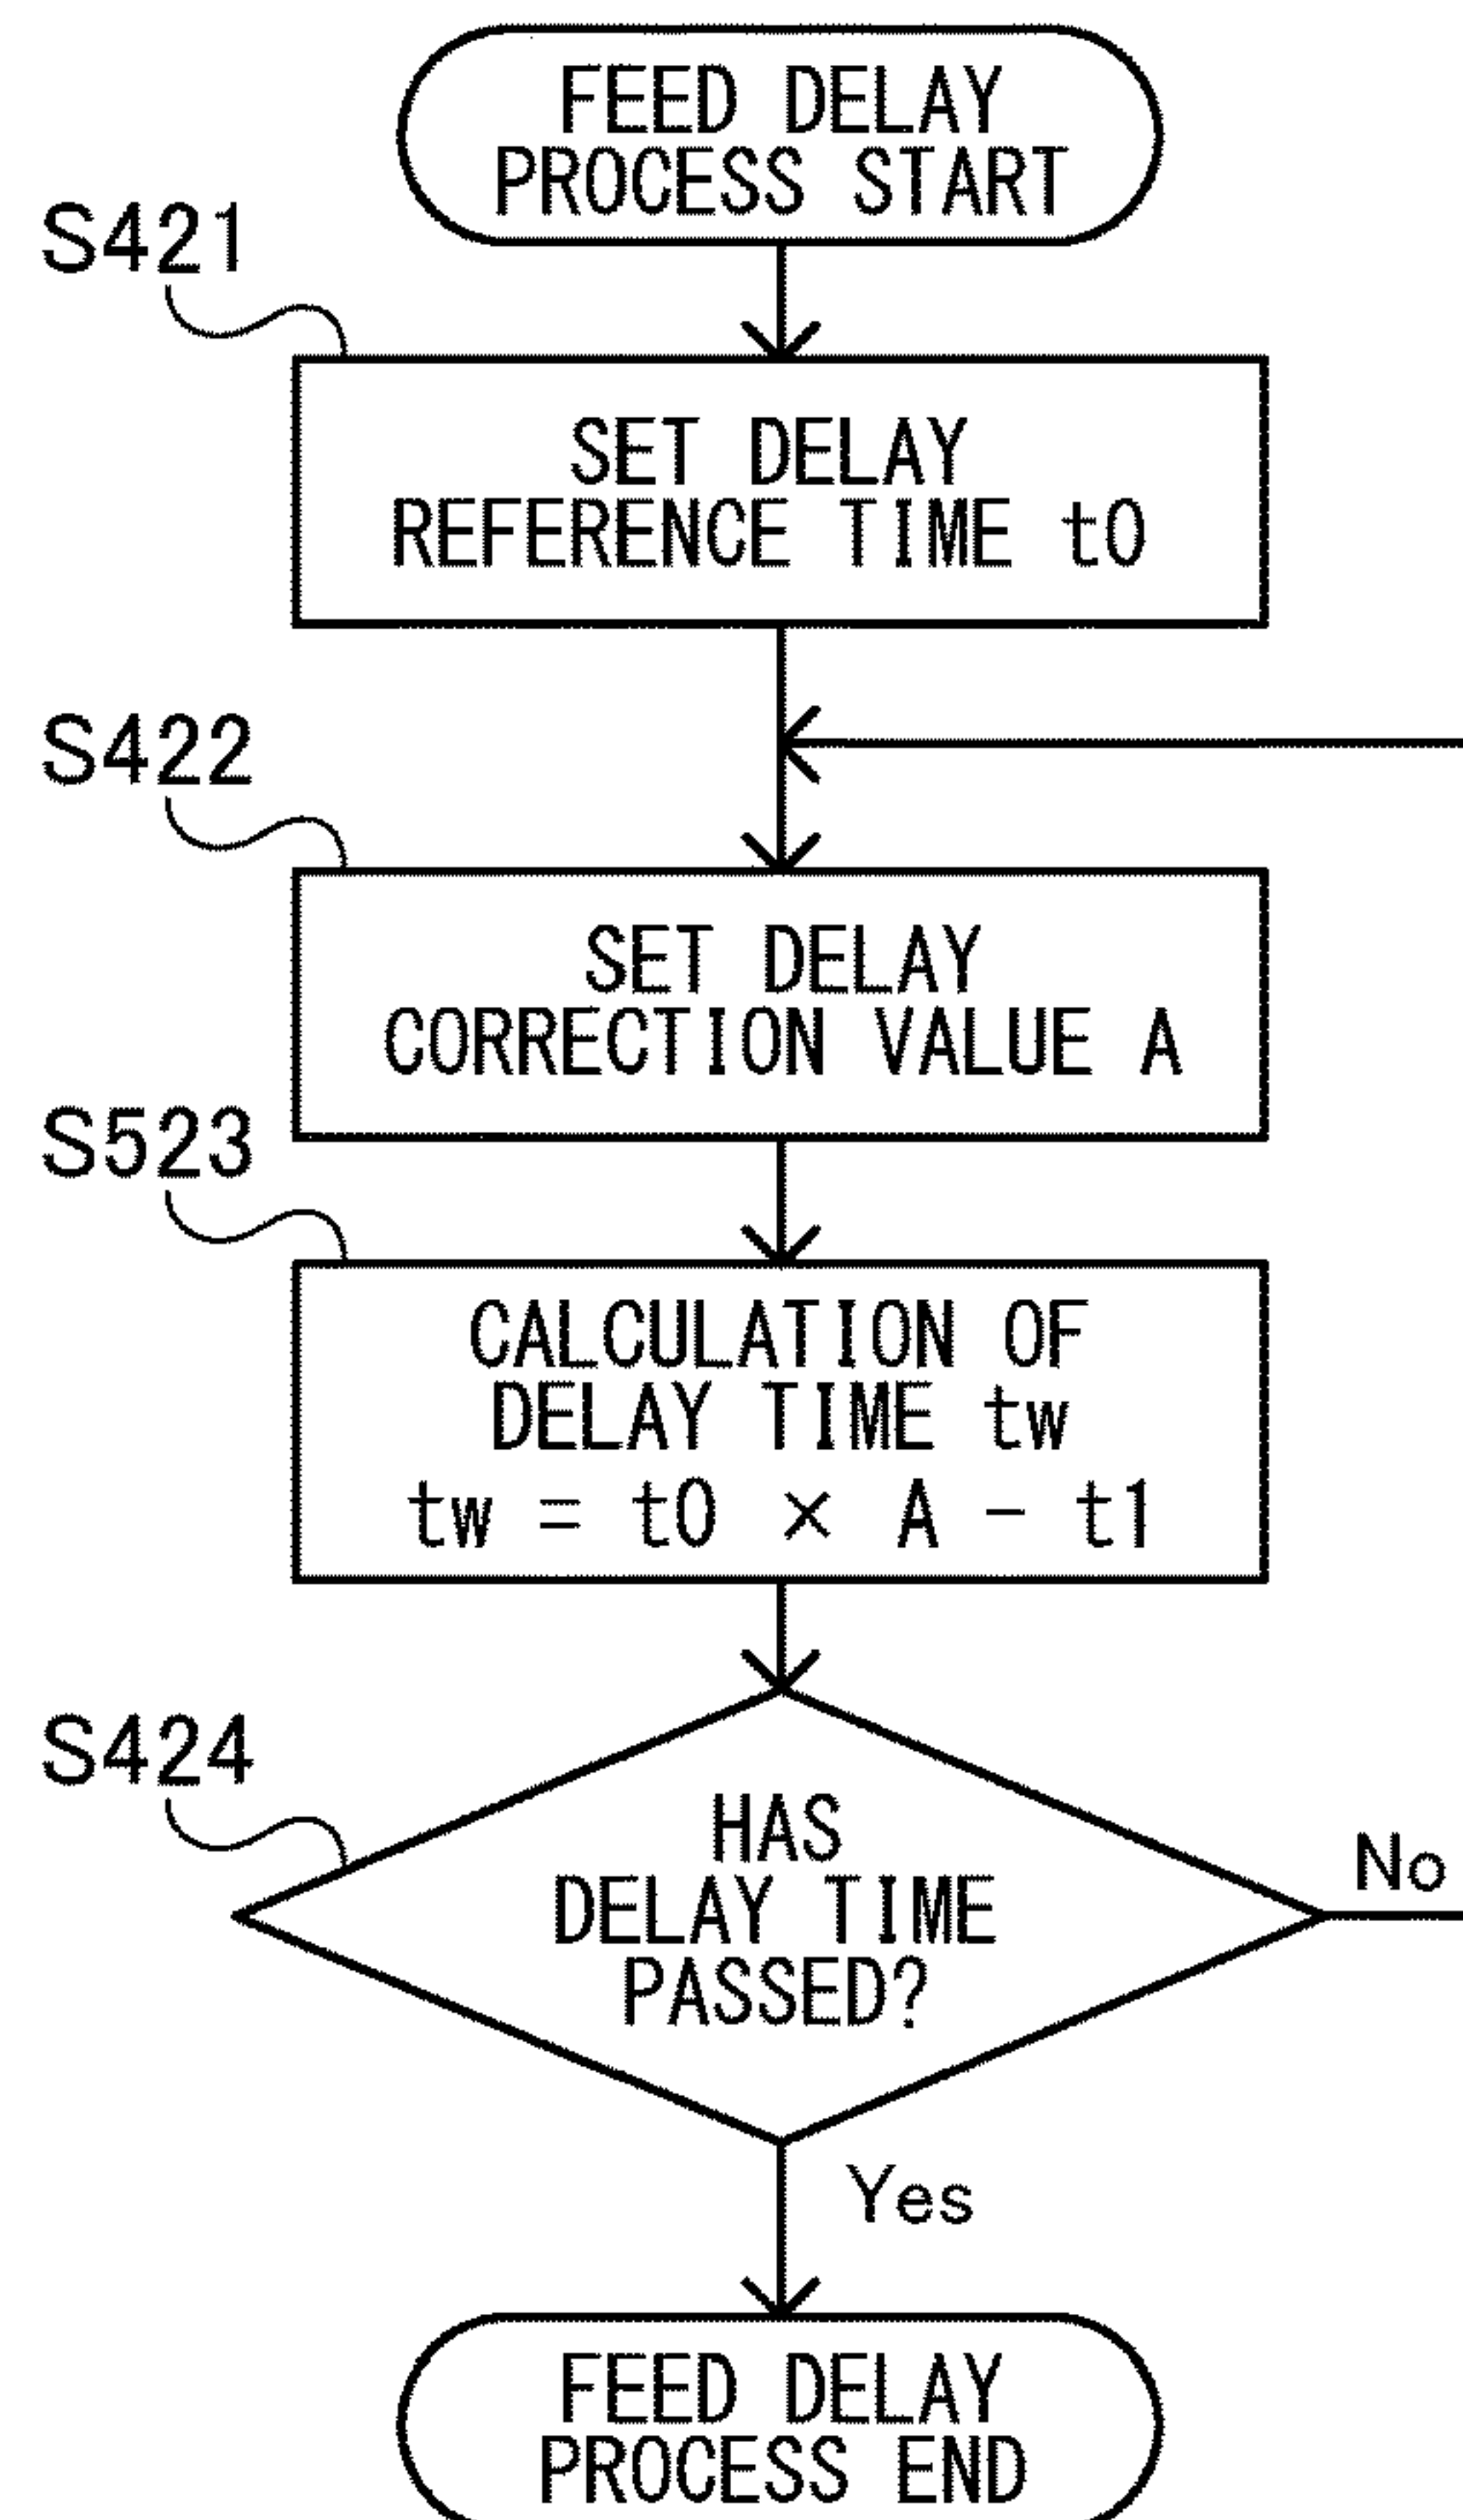 FEED DELAY
PROCESS START
S421
SET DELAY
REFERENCE TIME t0
S422
SET DELAY
CORRECTION VALUE A
S523
CALCULATION OF
DELAY TIME tw
tw = t0 × A - t1
S424
HAS
DELAY TIME
PASSED?
No
Yes
FEED DELAY
PROCESS END